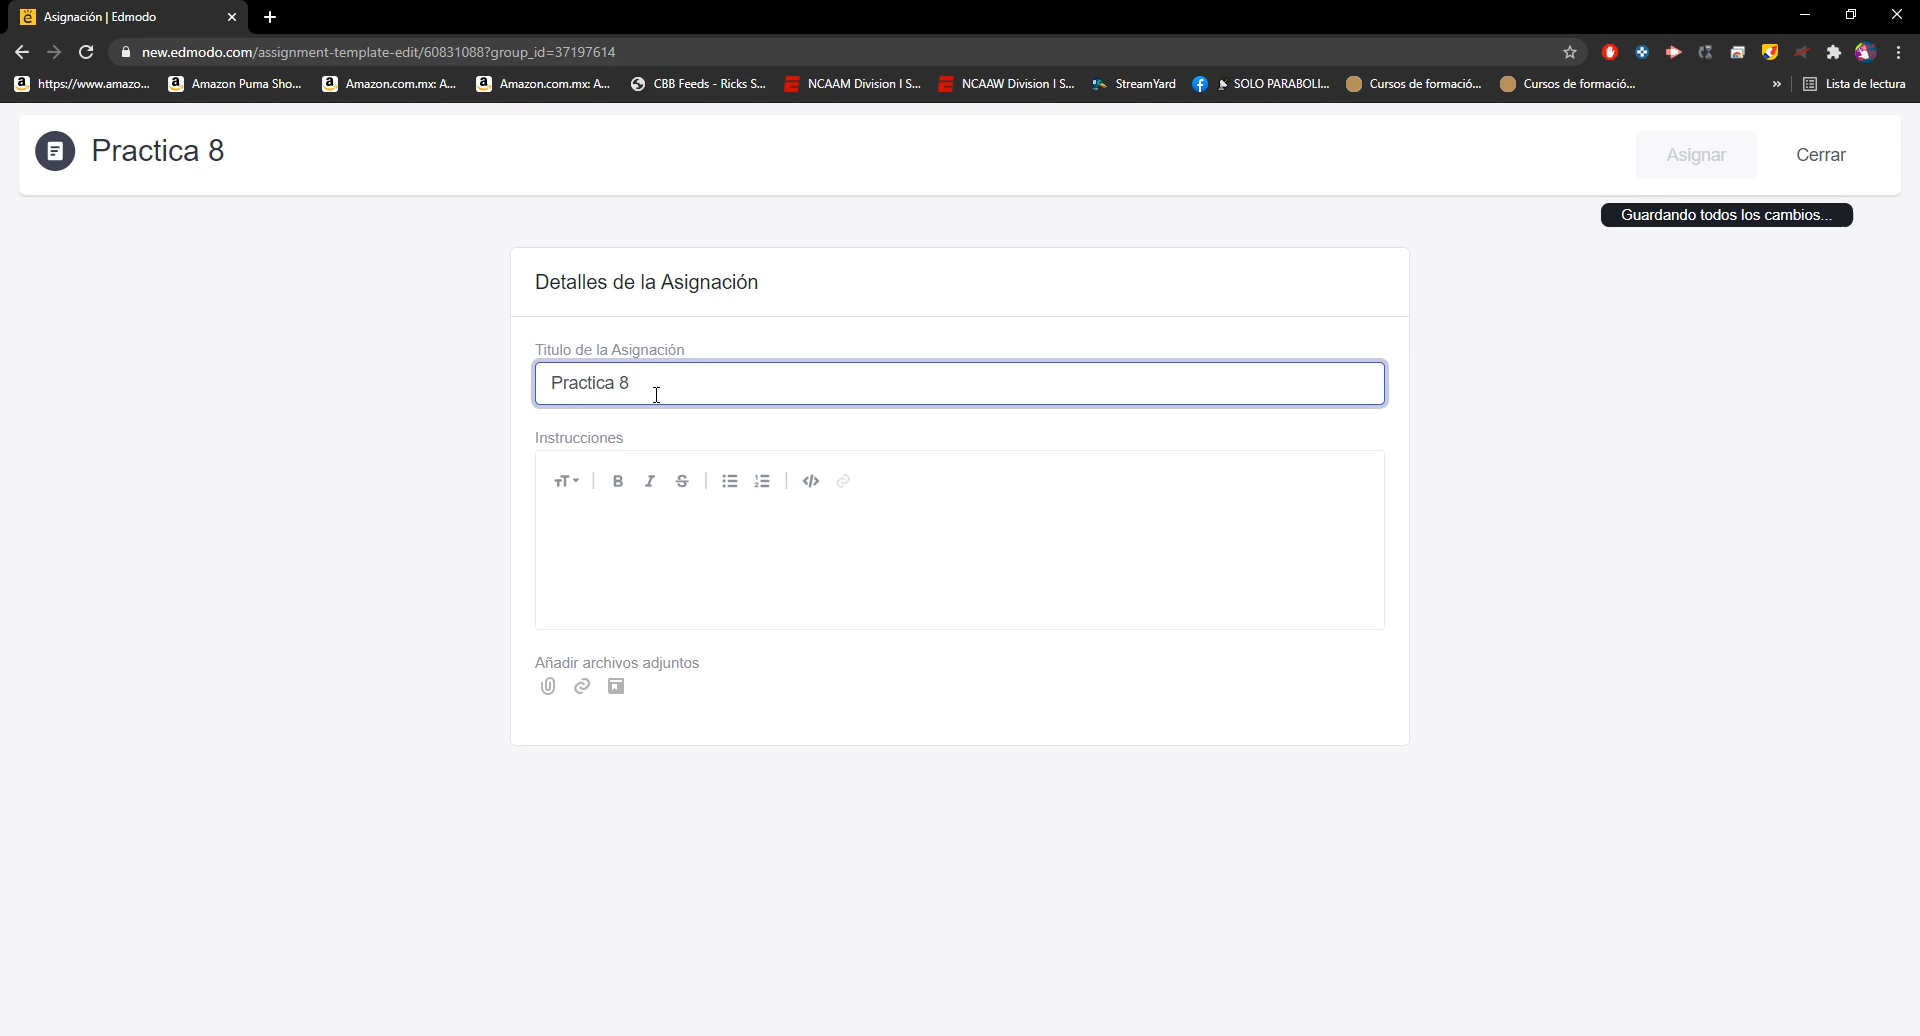 Asignación | Edmodo
new.edmodo.com/assignment-template-edit/60831088?group_id=37197614
https://www.amazo... Amazon Puma Sho... Amazon.com.mx: A... Amazon.com.mx: A... CBB Feeds - Ricks S... NCAAM Division I S... NCAAW Division I S... StreamYard SOLO PARABOLI... Cursos de formació... Cursos de formació... » Lista de lectura
Practica 8
Asignar Cerrar
Guardando todos los cambios...
Detalles de la Asignación
Titulo de la Asignación
Practica 8
Instrucciones
Añadir archivos adjuntos